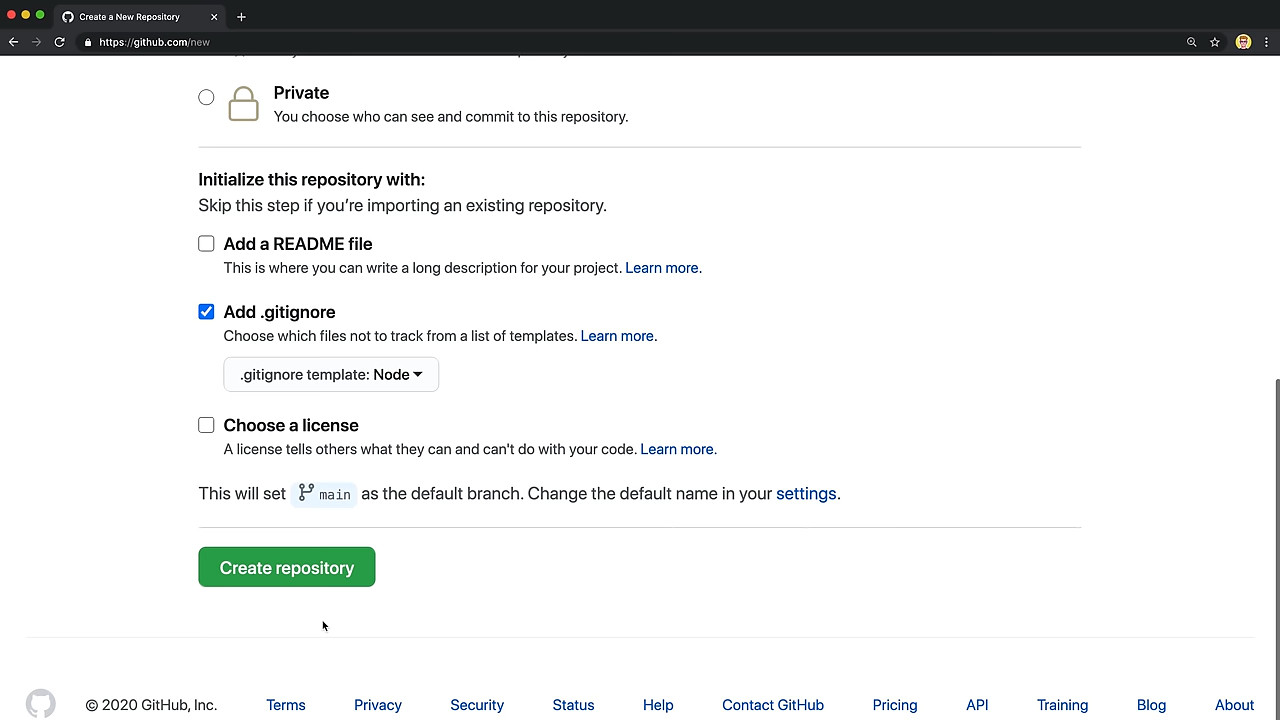 Create a New Repository
https://github.com/new
Private
You choose who can see and commit to this repository.
Initialize this repository with:
Skip this step if you’re importing an existing repository.
Add a README file
This is where you can write a long description for your project. Learn more.
Add .gitignore
Choose which files not to track from a list of templates. Learn more.
.gitignore template: Node
Choose a license
A license tells others what they can and can't do with your code. Learn more.
This will set main as the default branch. Change the default name in your settings.
Create repository
© 2020 GitHub, Inc. Terms Privacy Security Status Help Contact GitHub Pricing API Training Blog About